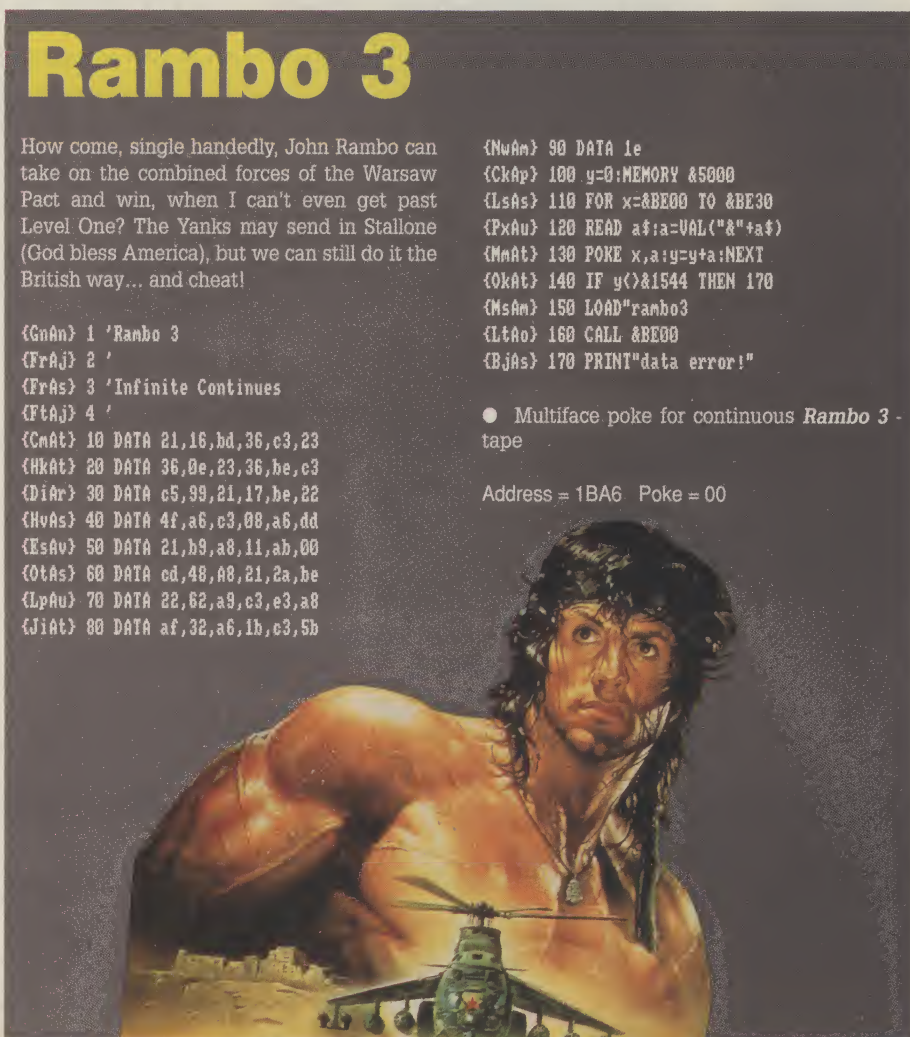 Rambo 3
How come, single handedly, John Rambo can
take on the combined forces of the Warsaw
Pact and win, when I can't even get past
Level One? The Yanks may send in Stallone
(God bless America), but we can still do it the
British way... and cheat!
{GnAn} 1 'Rambo 3
{FrAj} 2 '
{FrAs} 3 'Infinite Continues
{FtAj} 4 '
{CmAt} 10 DATA 21,16,bd,36,c3,23
{HkAt} 20 DATA 36,0e,23,36,be,c3
{DiAr} 30 DATA c5,99,21,17,be,22
{HvAs} 40 DATA 4f,a6,c3,08,a6,dd
{EsAv} 50 DATA 21,b9,a8,11,ab,00
{OtAs} 60 DATA cd,48,A8,21,2a,be
{LpAu} 70 DATA 22,62,a9,c3,e3,a8
{JiAt} 80 DATA af,32,a6,1b,c3,5b
{NwAm} 90 DATA 1e
{CkAp} 100 y=0:MEMORY &5000
{LsAs} 110 FOR x=&BE00 TO &BE30
{PxAu} 120 READ a$:a=VAL("&"+a$)
{MmAt} 130 POKE x,a:y=y+a:NEXT
{OkAt} 140 IF y<>&1544 THEN 170
{MsAm} 150 LOAD"rambo3
{LtAo} 160 CALL &BE00
{BjAs} 170 PRINT"data error!"
● Multiface poke for continuous Rambo 3 -
tape
Address = 1BA6 Poke = 00